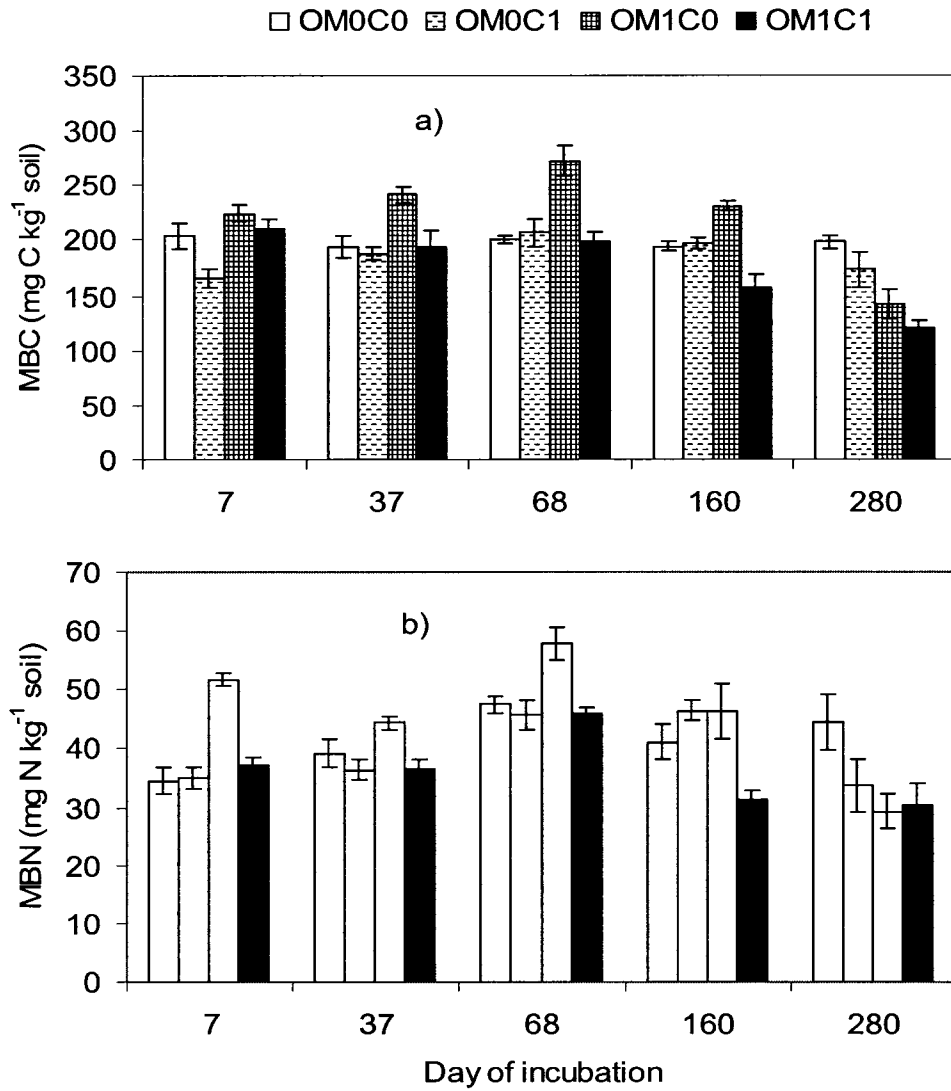 OM0C0 OM0C1 OM1C0 OM1C1
a)
MBC (mg C kg⁻¹ soil)
350
300
250
200
150
100
50
0
7 37 68 160 280
b)
MBN (mg N kg⁻¹ soil)
70
60
50
40
30
20
10
0
7 37 68 160 280
Day of incubation